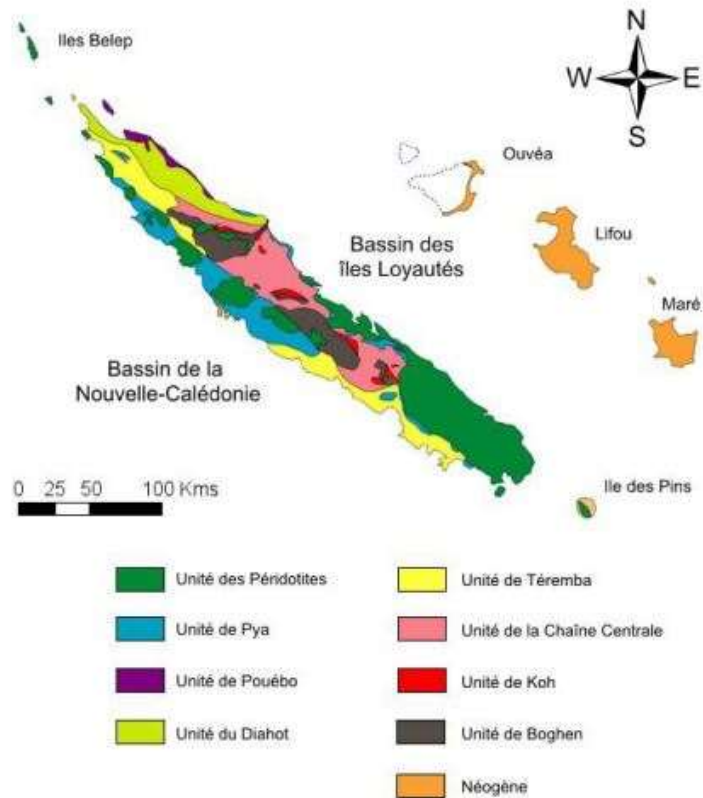 Iles Belep
N
W E
S
Ouvéa
Lifou
Bassin des
îles Loyautés
Maré
Bassin de la
Nouvelle-Calédonie
0 25 50 100 Kms
Ile des Pins
Unité des Péridotites
Unité de Pya
Unité de Pouébo
Unité du Diahot
Unité de Téremba
Unité de la Chaîne Centrale
Unité de Koh
Unité de Boghen
Néogène